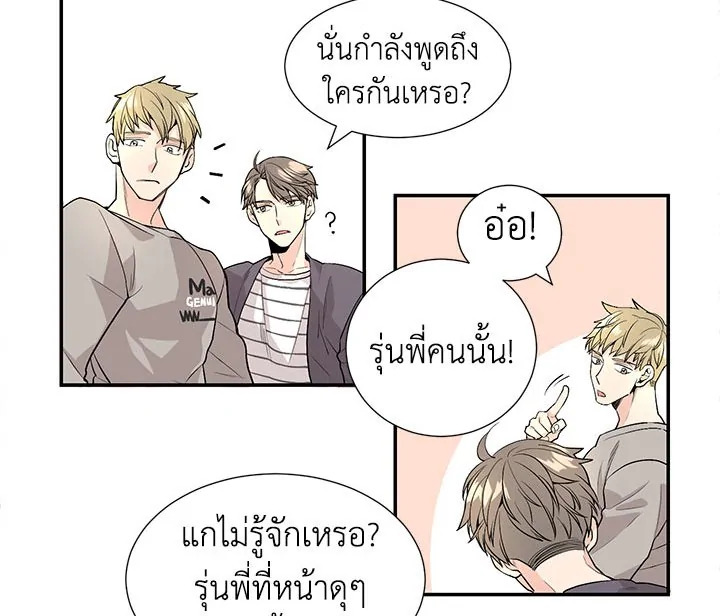 นั่นกำลังพูดถึง
ใครกันเหรอ?
?
Ma
GENIU
อ๋อ!
รุ่นพี่คนนั้น!
แกไม่รู้จักเหรอ?
รุ่นพี่ที่หน้าดุๆ